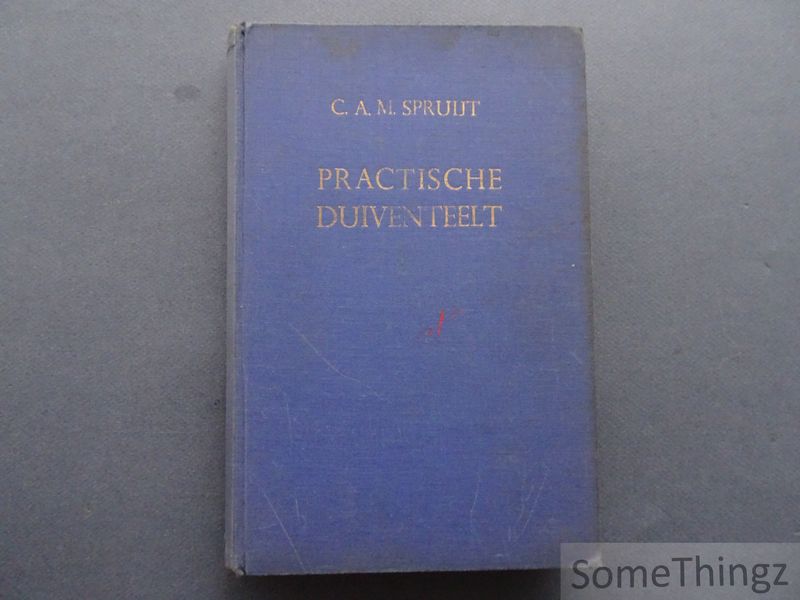 C. A. M. SPRUIJT
PRACTISCHE
DUIVENTEELT
SomeThingz